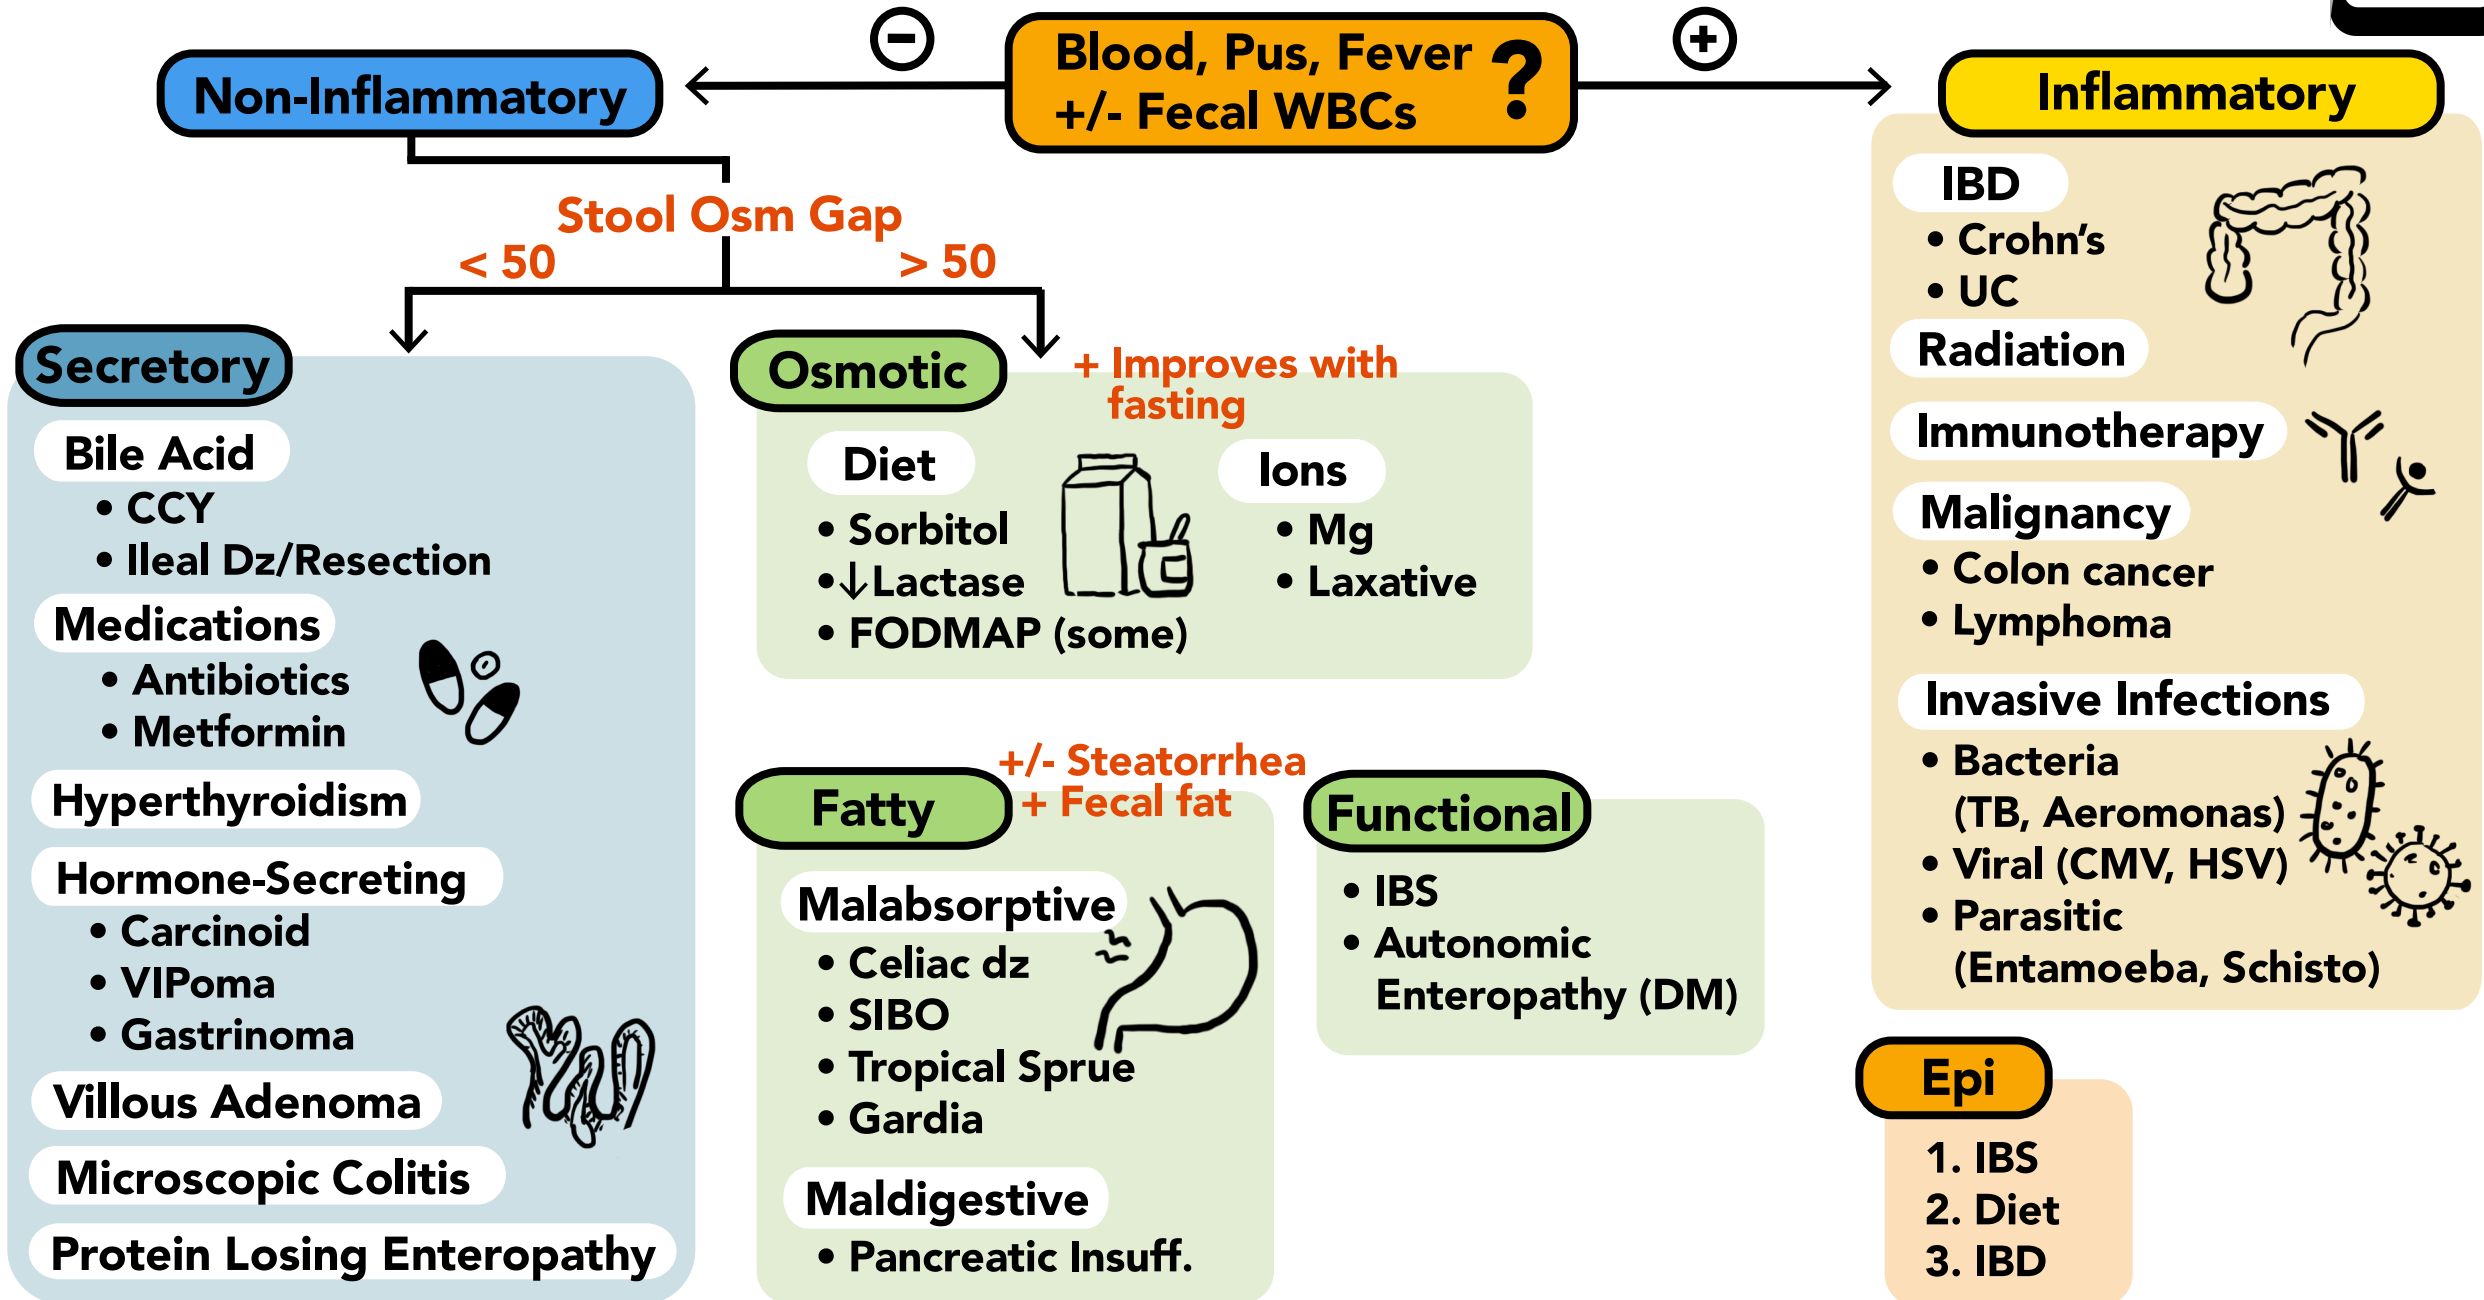 Blood, Pus, Fever ?
+/- Fecal WBCs
−
+
Non-Inflammatory
Stool Osm Gap
< 50
> 50
Secretory
Bile Acid
• CCY
• Ileal Dz/Resection
Medications
• Antibiotics
• Metformin
Hyperthyroidism
Hormone-Secreting
• Carcinoid
• VIPoma
• Gastrinoma
Villous Adenoma
Microscopic Colitis
Protein Losing Enteropathy
Osmotic
+ Improves with
fasting
Diet
• Sorbitol
•↓Lactase
• FODMAP (some)
Ions
• Mg
• Laxative
Fatty
+/- Steatorrhea
+ Fecal fat
Malabsorptive
• Celiac dz
• SIBO
• Tropical Sprue
• Gardia
Maldigestive
• Pancreatic Insuff.
Functional
• IBS
• Autonomic
Enteropathy (DM)
Inflammatory
IBD
• Crohn’s
• UC
Radiation
Immunotherapy
Malignancy
• Colon cancer
• Lymphoma
Invasive Infections
• Bacteria
(TB, Aeromonas)
• Viral (CMV, HSV)
• Parasitic
(Entamoeba, Schisto)
Epi
1. IBS
2. Diet
3. IBD